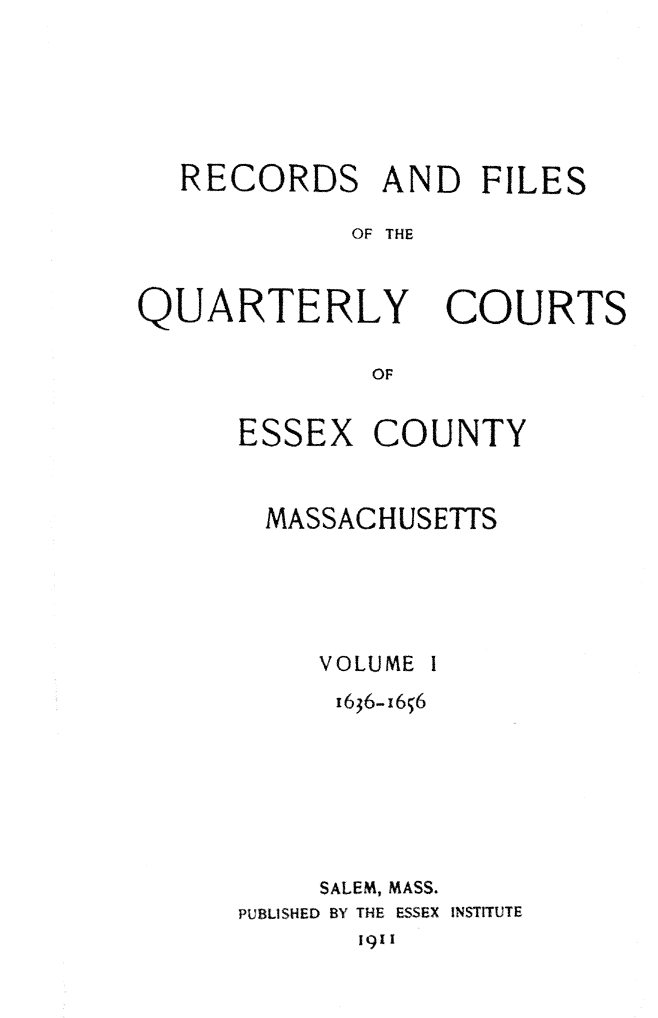 RECORDS AND FILES
OF THE
QUARTERLY COURTS
OF
ESSEX COUNTY
MASSACHUSETTS
VOLUME I
1636-1656
SALEM, MASS.
PUBLISHED BY THE ESSEX INSTITUTE
1911